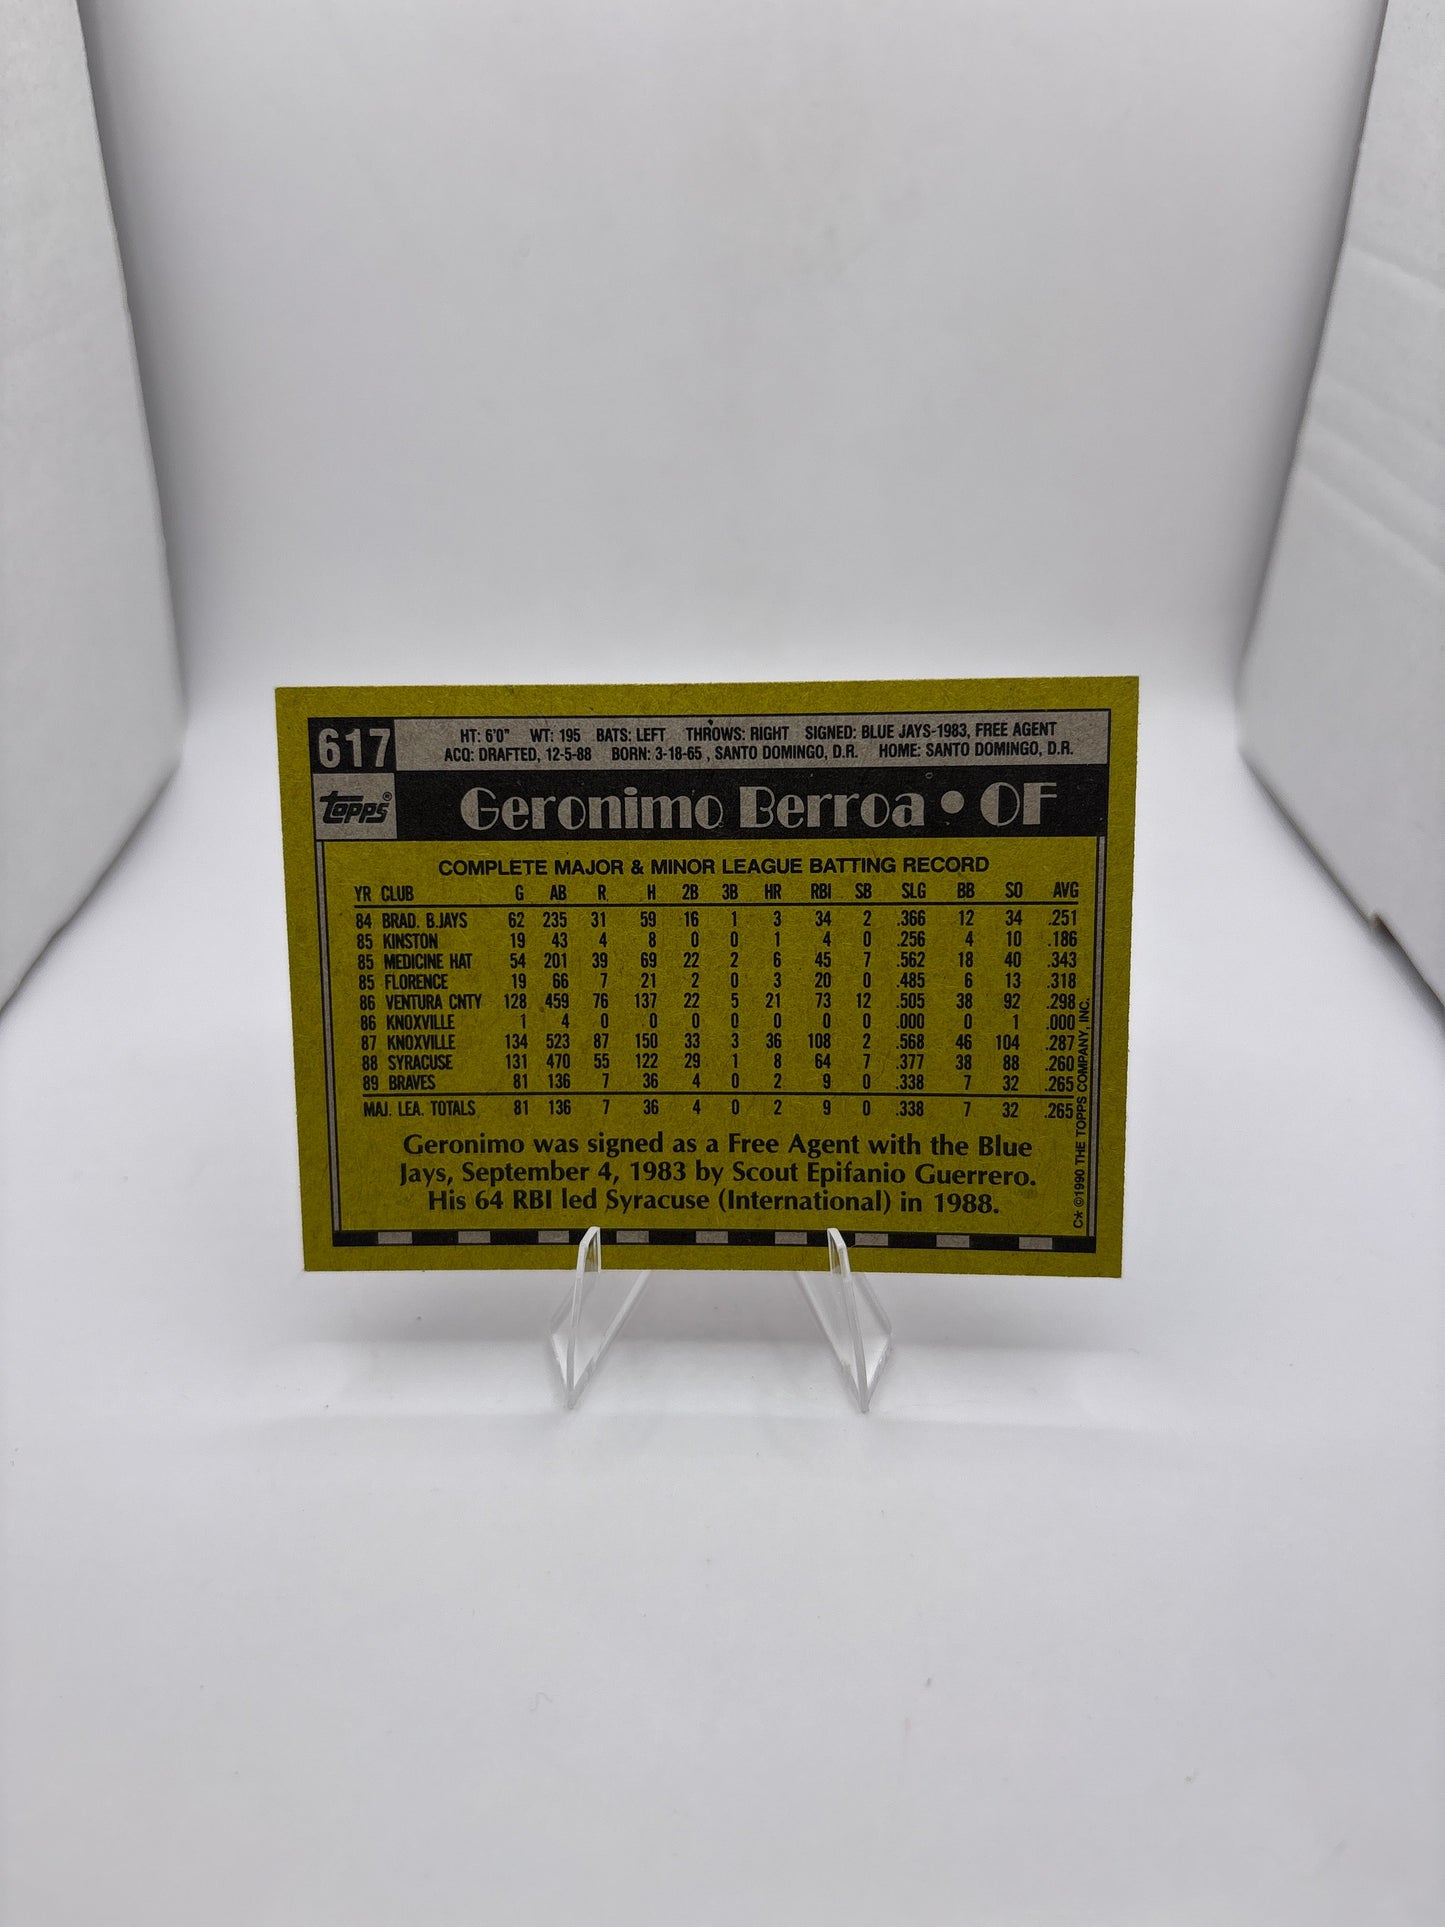 617
HT: 6'0" WT: 195 BATS: LEFT THROWS: RIGHT SIGNED: BLUE JAYS-1983, FREE AGENT
ACQ: DRAFTED, 12-5-88 BORN: 3-18-65, SANTO DOMINGO, D.R. HOME: SANTO DOMINGO, D.R.
Topps®
Geronimo Berroa • OF
COMPLETE MAJOR & MINOR LEAGUE BATTING RECORD
YR CLUB G AB R H 2B 3B HR RBI SB SLG BB SO AVG
84 BRAD. B.JAYS 62 235 31 59 16 1 3 34 2 .366 12 34 .251
85 KINSTON 19 43 4 8 0 0 1 4 0 .256 4 10 .186
85 MEDICINE HAT 54 201 39 69 22 2 6 45 7 .562 18 40 .343
85 FLORENCE 19 66 7 21 2 0 3 20 0 .485 6 13 .318
86 VENTURA CNTY 128 459 76 137 22 5 21 73 12 .505 38 92 .298
86 KNOXVILLE 1 4 0 0 0 0 0 0 0 .000 0 1 .000
87 KNOXVILLE 134 523 87 150 33 3 36 108 2 .568 46 104 .287
88 SYRACUSE 131 470 55 122 29 1 8 64 7 .377 38 88 .260
89 BRAVES 81 136 7 36 4 0 2 9 0 .338 7 32 .265
MAJ. LEA. TOTALS 81 136 7 36 4 0 2 9 0 .338 7 32 .265
Geronimo was signed as a Free Agent with the Blue
Jays, September 4, 1983 by Scout Epifanio Guerrero.
His 64 RBI led Syracuse (International) in 1988.
C* ©1990 THE TOPPS COMPANY, INC.